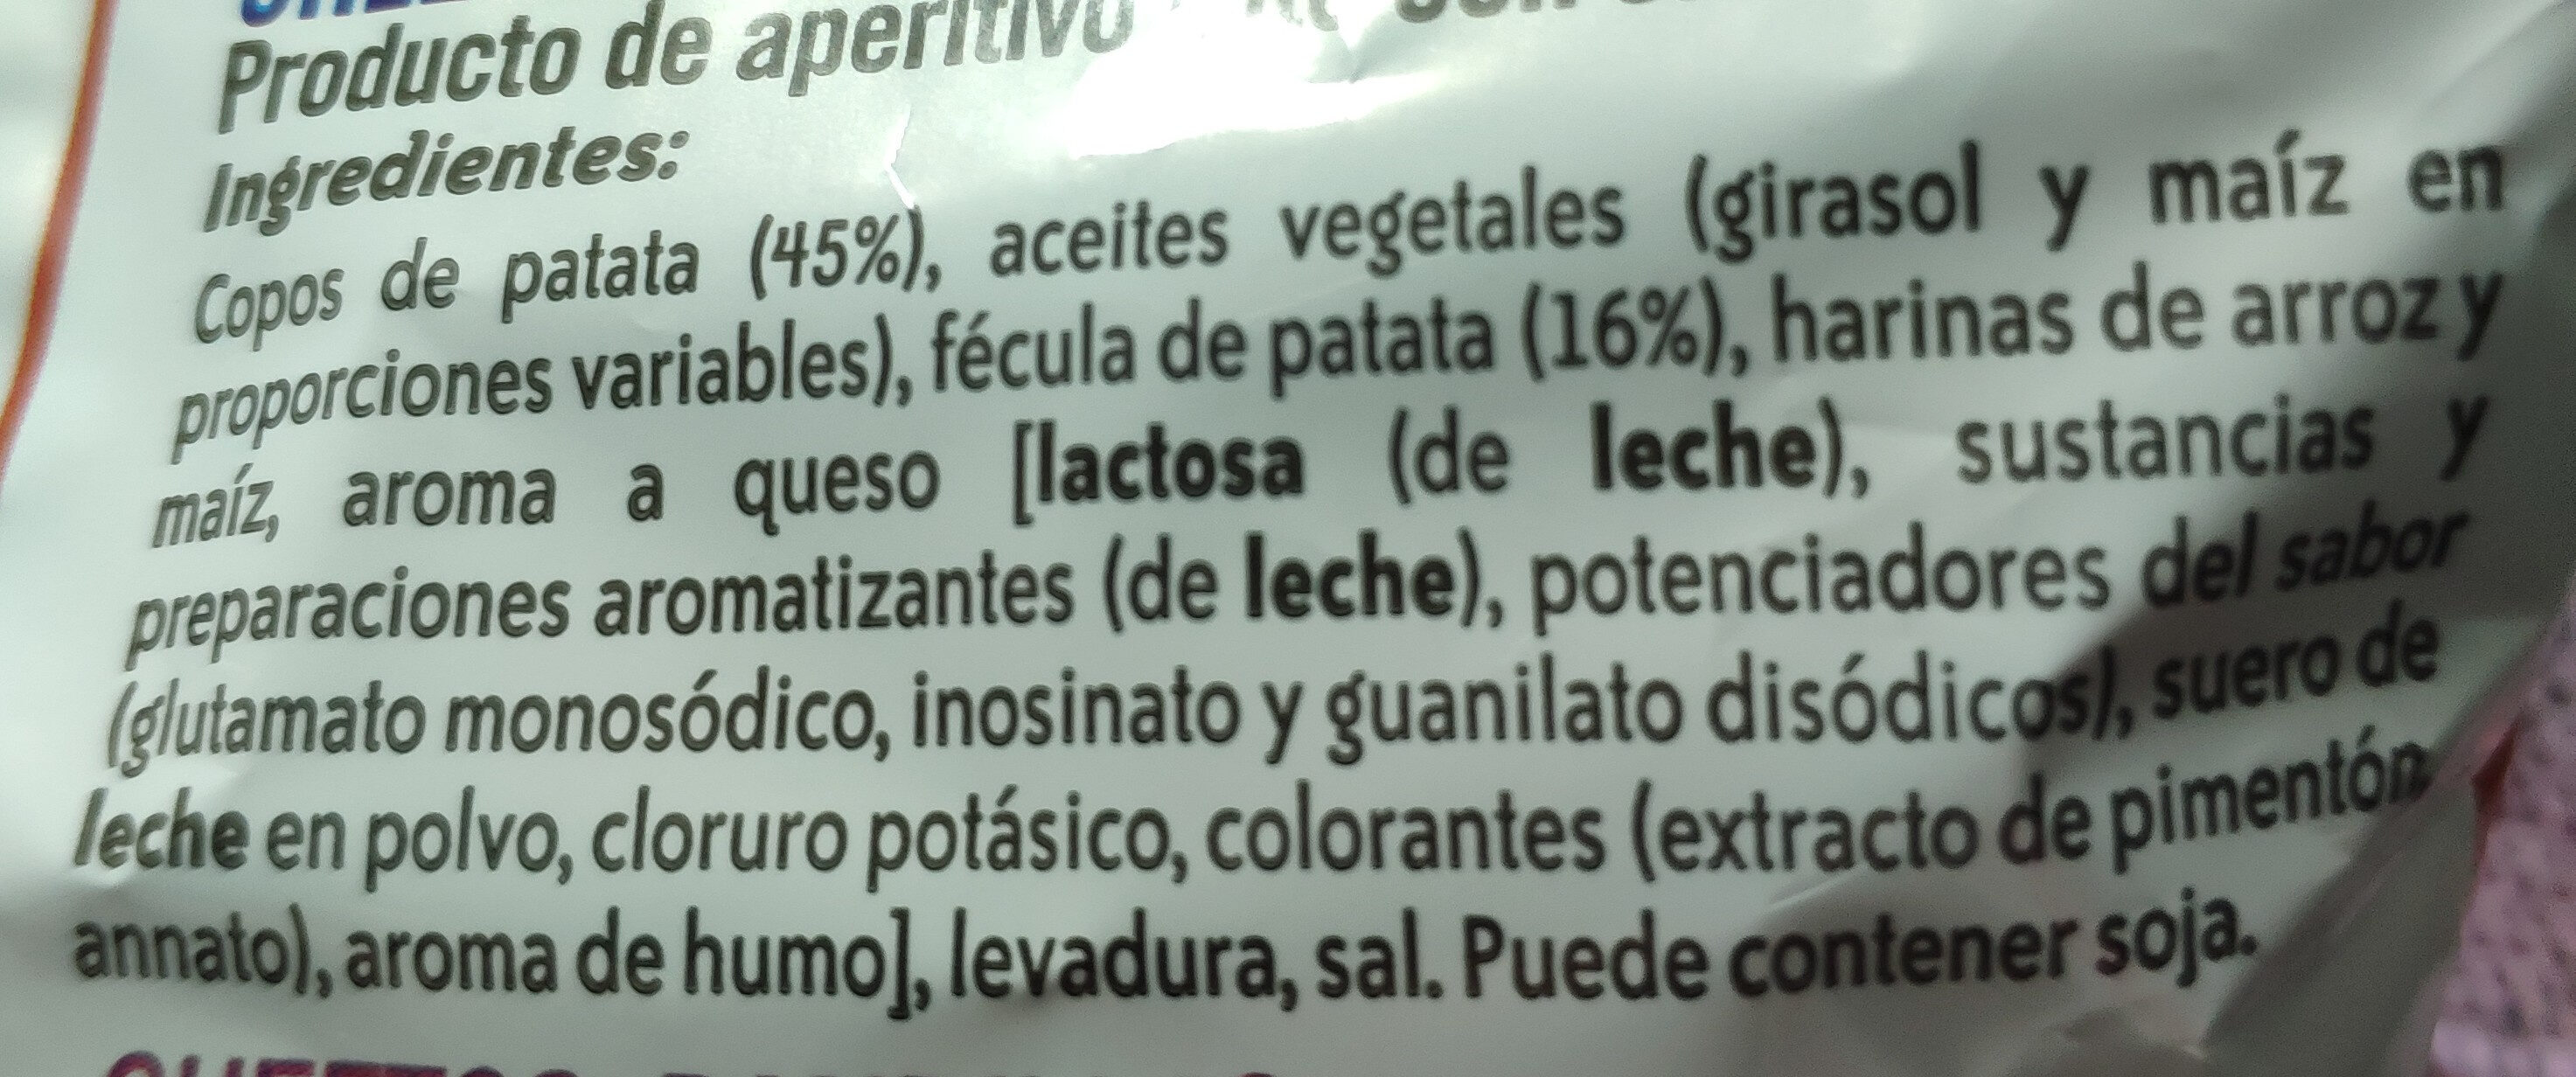 Producto de aperitivo
Ingredientes:
Copos de patata (45%), aceites vegetales (girasol y maíz en
proporciones variables), fécula de patata (16%), harinas de arroz y
maíz, aroma a queso [lactosa (de leche), sustancias y
preparaciones aromatizantes (de leche), potenciadores del sabor
(glutamato monosódico, inosinato y guanilato disódicos), suero de
leche en polvo, cloruro potásico, colorantes (extracto de pimentón,
annato), aroma de humo], levadura, sal. Puede contener soja.